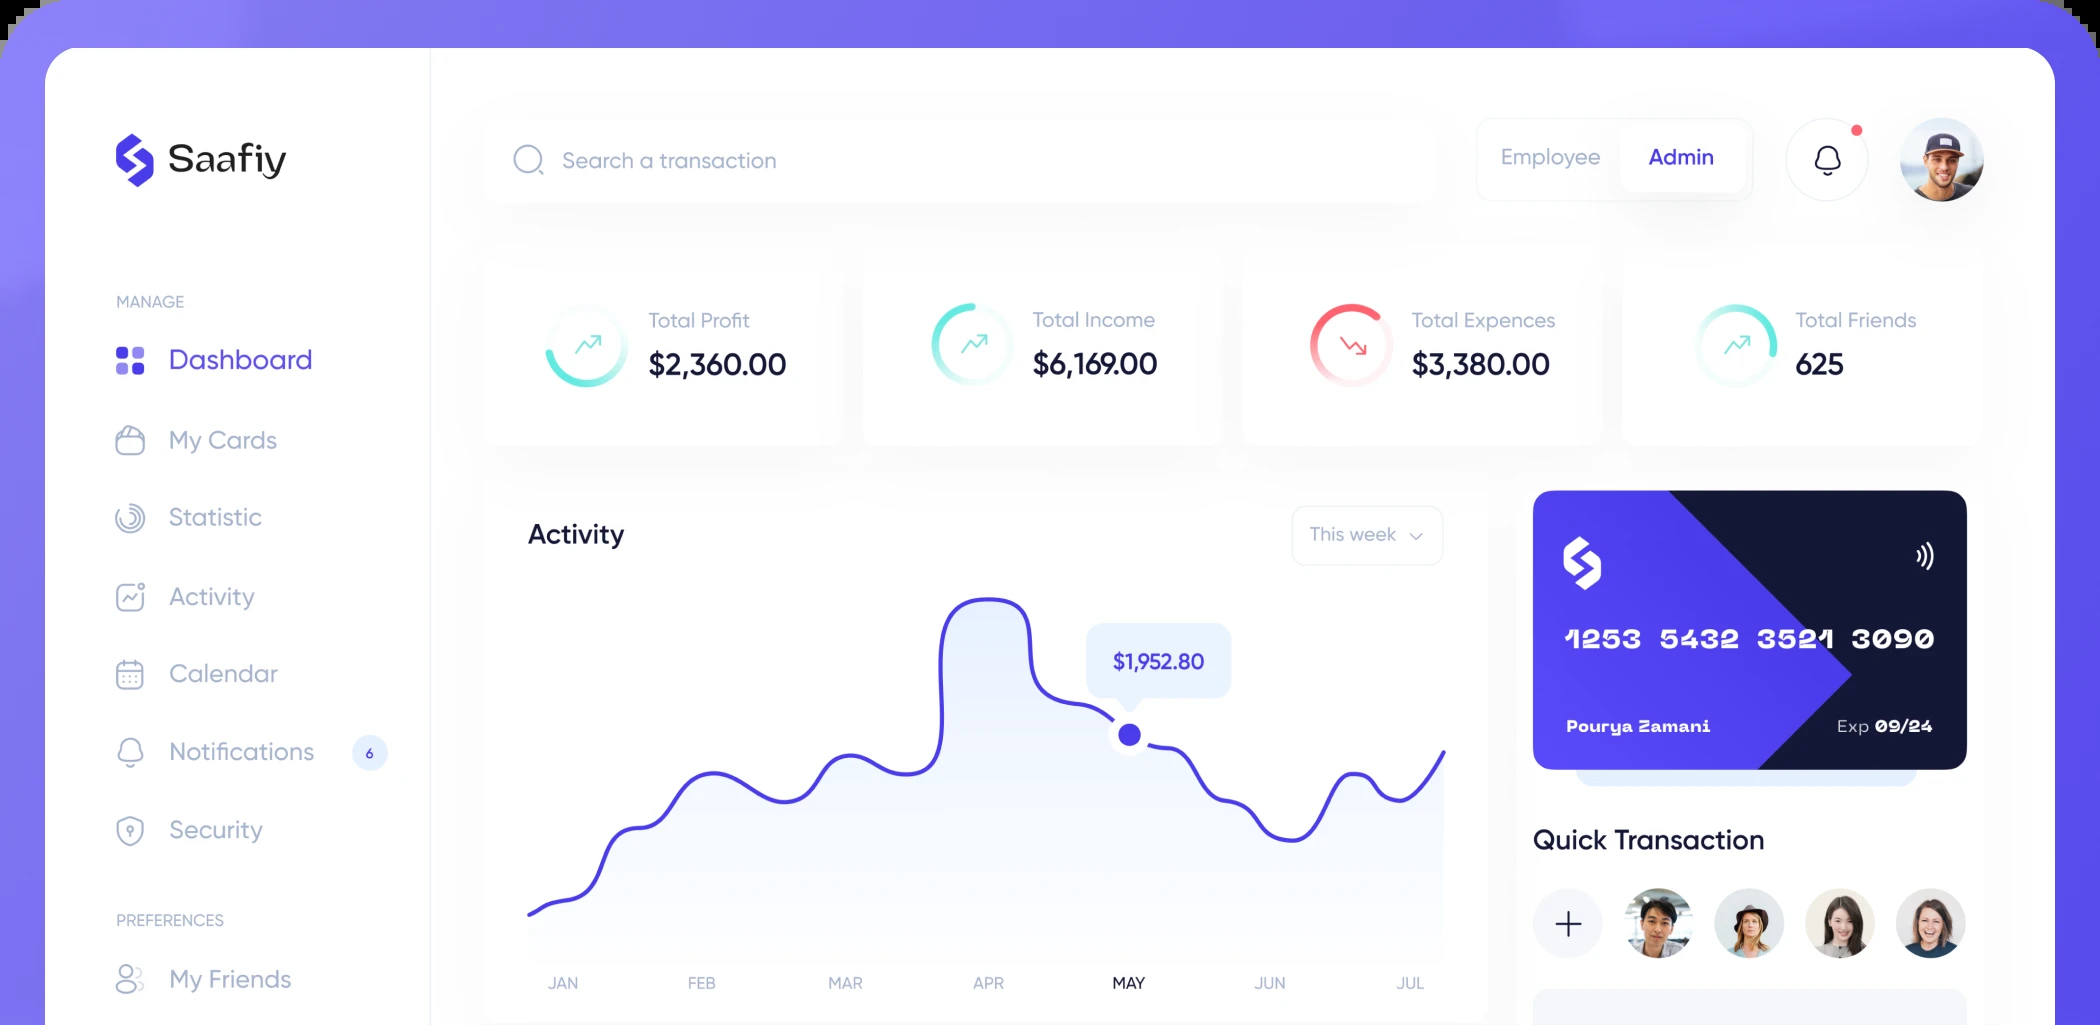 Saafiy
Search a transaction
Employee
Admin
MANAGE
Dashboard
My Cards
Statistic
Activity
Calendar
Notifications
6
Security
PREFERENCES
My Friends
Total Profit
$2,360.00
Total Income
$6,169.00
Total Expences
$3,380.00
Total Friends
625
Activity
This week
$1,952.80
JAN
FEB
MAR
APR
MAY
JUN
JUL
1253 5432 3521 3090
Pourya Zamani
Exp 09/24
Quick Transaction